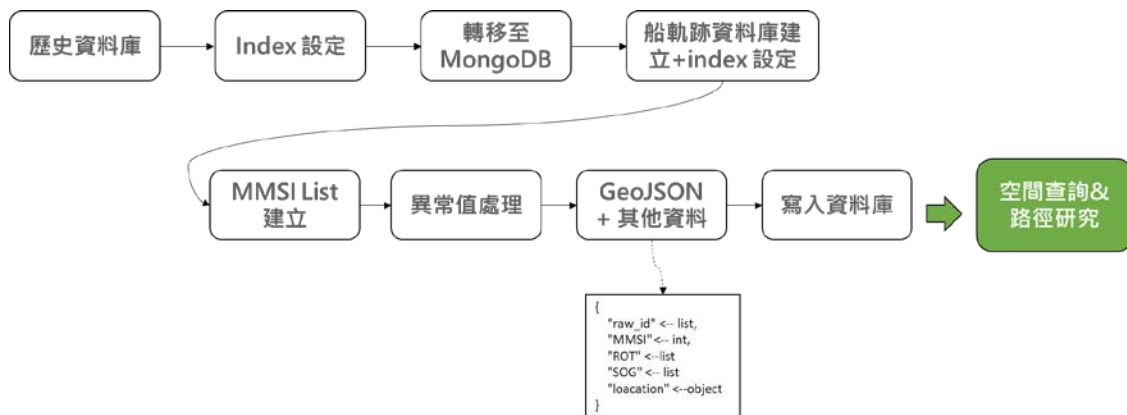 歷史資料庫
Index 設定
轉移至
MongoDB
船軌跡資料庫建
立+index 設定
MMSI List
建立
異常值處理
GeoJSON
+ 其他資料
寫入資料庫
空間查詢&
路徑研究
{
"raw_id" <-- list,
"MMSI" <-- int,
"ROT" <--list
"SOG" <-- list
"loacation" <--object
}